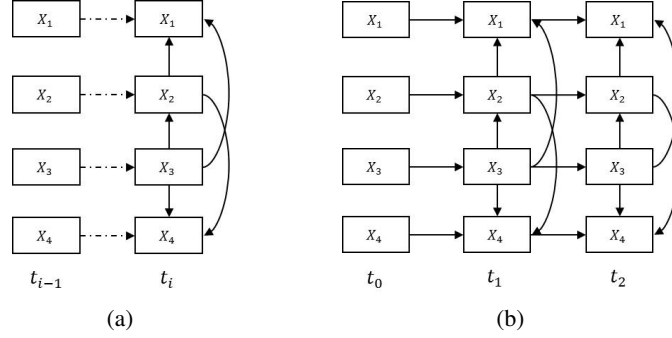 X₁ X₁ X₁ X₁ X₁
X₂ X₂ X₂ X₂ X₂
X₃ X₃ X₃ X₃ X₃
X₄ X₄ X₄ X₄ X₄
tᵢ₋₁ tᵢ t₀ t₁ t₂
(a) (b)